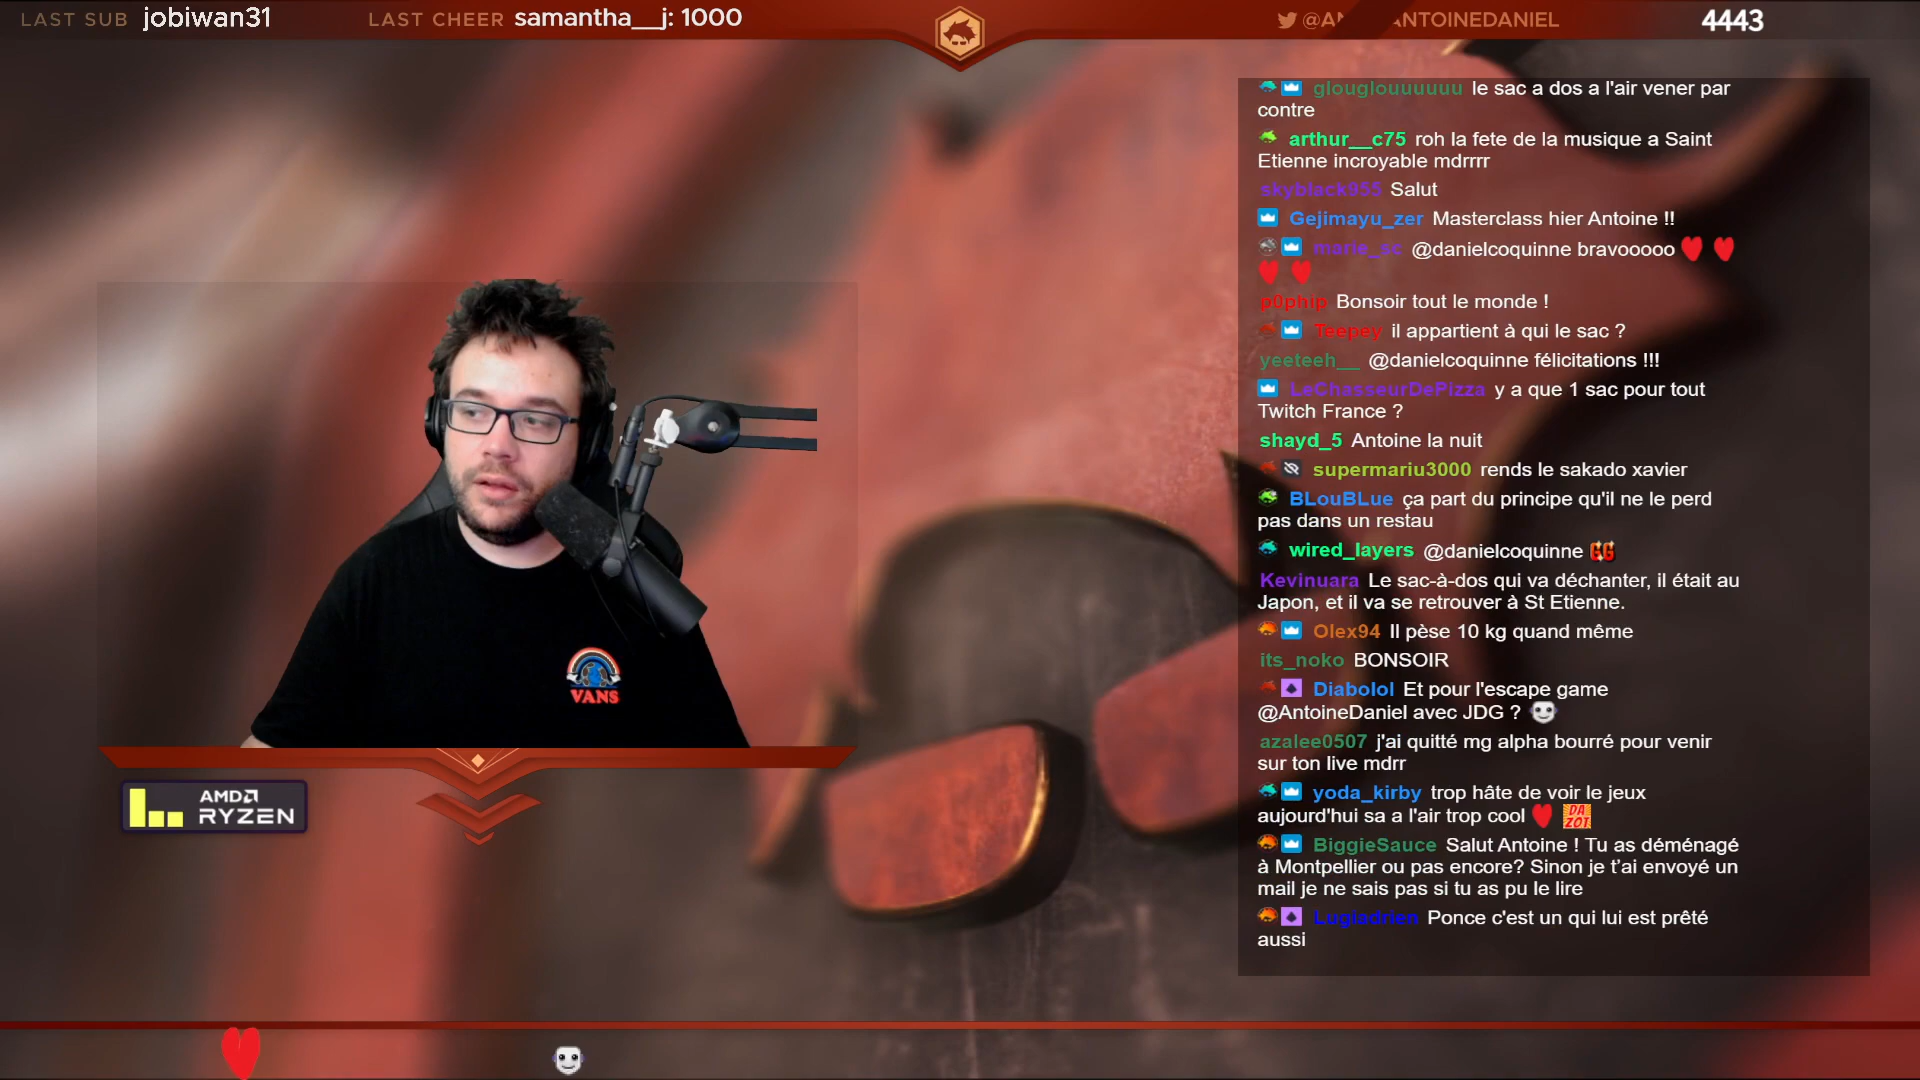 LAST SUB jobiwan31 LAST CHEER samantha__j: 1000 ANTOINEDANIEL 4443
glouglouuuuuu le sac a dos a l'air vener par
contre
arthur__c75 roh la fete de la musique a Saint
Etienne incroyable mdrrrr
skyblack955 Salut
Gejimayu_zer Masterclass hier Antoine !!
marie_sc @danielcoquinne bravooooo
p0phip Bonsoir tout le monde !
Teepey il appartient à qui le sac ?
yeeteeh__ @danielcoquinne félicitations !!!
LeChasseurDePizza y a que 1 sac pour tout
Twitch France ?
shayd_5 Antoine la nuit
supermariu3000 rends le sakado xavier
BLouBLue ça part du principe qu'il ne le perd
pas dans un restau
wired_layers @danielcoquinne GG
Kevinuara Le sac-à-dos qui va déchanter, il était au
Japon, et il va se retrouver à St Etienne.
Olex94 Il pèse 10 kg quand même
its_noko BONSOIR
Diabolol Et pour l'escape game
@AntoineDaniel avec JDG ?
azalee0507 j'ai quitté mg alpha bourré pour venir
sur ton live mdrr
yoda_kirby trop hâte de voir le jeux
aujourd'hui sa a l'air trop cool DA ZOT
BiggieSauce Salut Antoine ! Tu as déménagé
à Montpellier ou pas encore? Sinon je t'ai envoyé un
mail je ne sais pas si tu as pu le lire
Lugiadrien Ponce c'est un qui lui est prêté
aussi
VANS
AMD
RYZEN